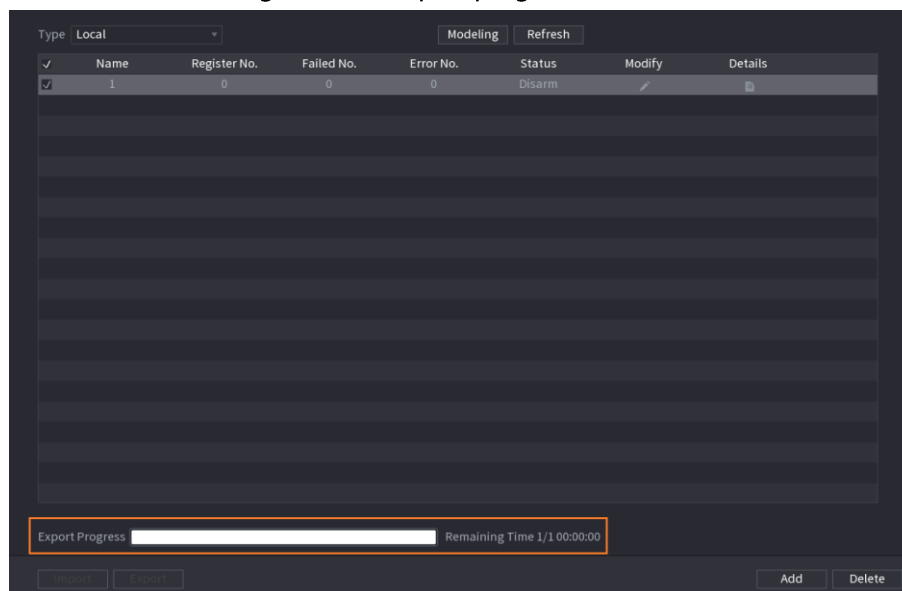 Type Local Modeling Refresh
Name Register No. Failed No. Error No. Status Modify Details
1 0 0 0 Disarm
Export Progress Remaining Time 1/1 00:00:00
Import Export Add Delete